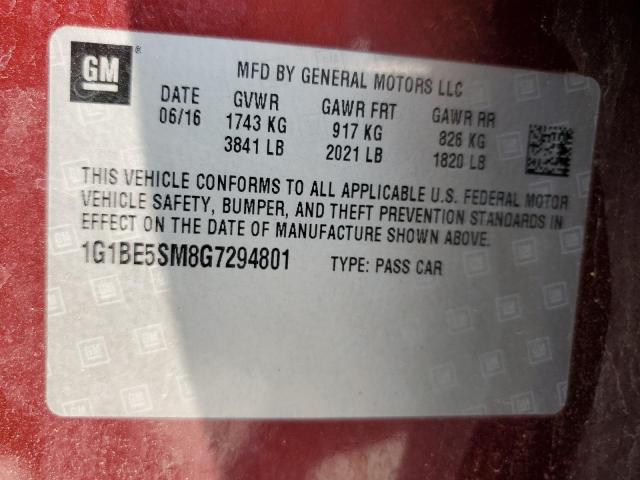 GM
MFD BY GENERAL MOTORS LLC
DATE GVWR GAWR FRT GAWR RR
06/16 1743 KG 917 KG 826 KG
3841 LB 2021 LB 1820 LB
THIS VEHICLE CONFORMS TO ALL APPLICABLE U.S. FEDERAL MOTOR
VEHICLE SAFETY, BUMPER, AND THEFT PREVENTION STANDARDS IN
EFFECT ON THE DATE OF MANUFACTURE SHOWN ABOVE.
1G1BE5SM8G7294801 TYPE: PASS CAR